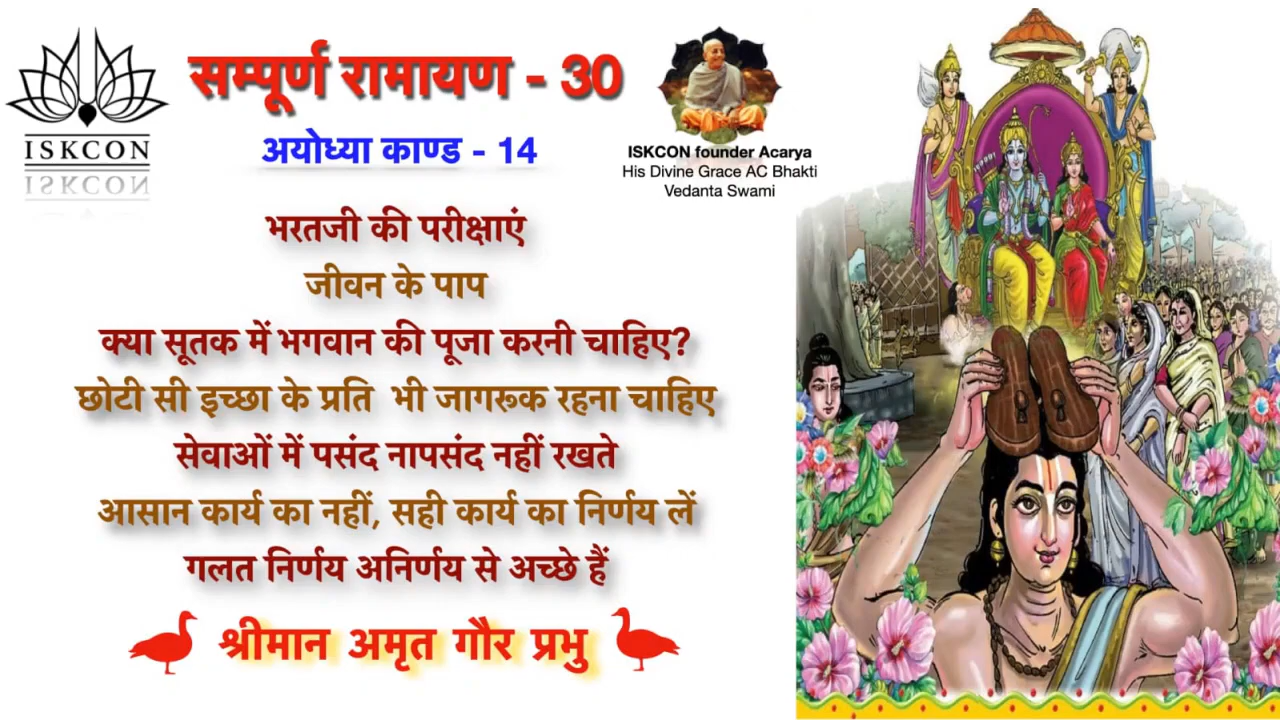 ISKCON
सम्पूर्ण रामायण - 30
अयोध्या काण्ड - 14
ISKCON founder Acarya
His Divine Grace AC Bhakti
Vedanta Swami
भरतजी की परीक्षाएं
जीवन के पाप
क्या सूतक में भगवान की पूजा करनी चाहिए?
छोटी सी इच्छा के प्रति भी जागरूक रहना चाहिए
सेवाओं में पसंद नापसंद नहीं रखते
आसान कार्य का नहीं, सही कार्य का निर्णय लें
गलत निर्णय अनिर्णय से अच्छे हैं
श्रीमान अमृत गौर प्रभु